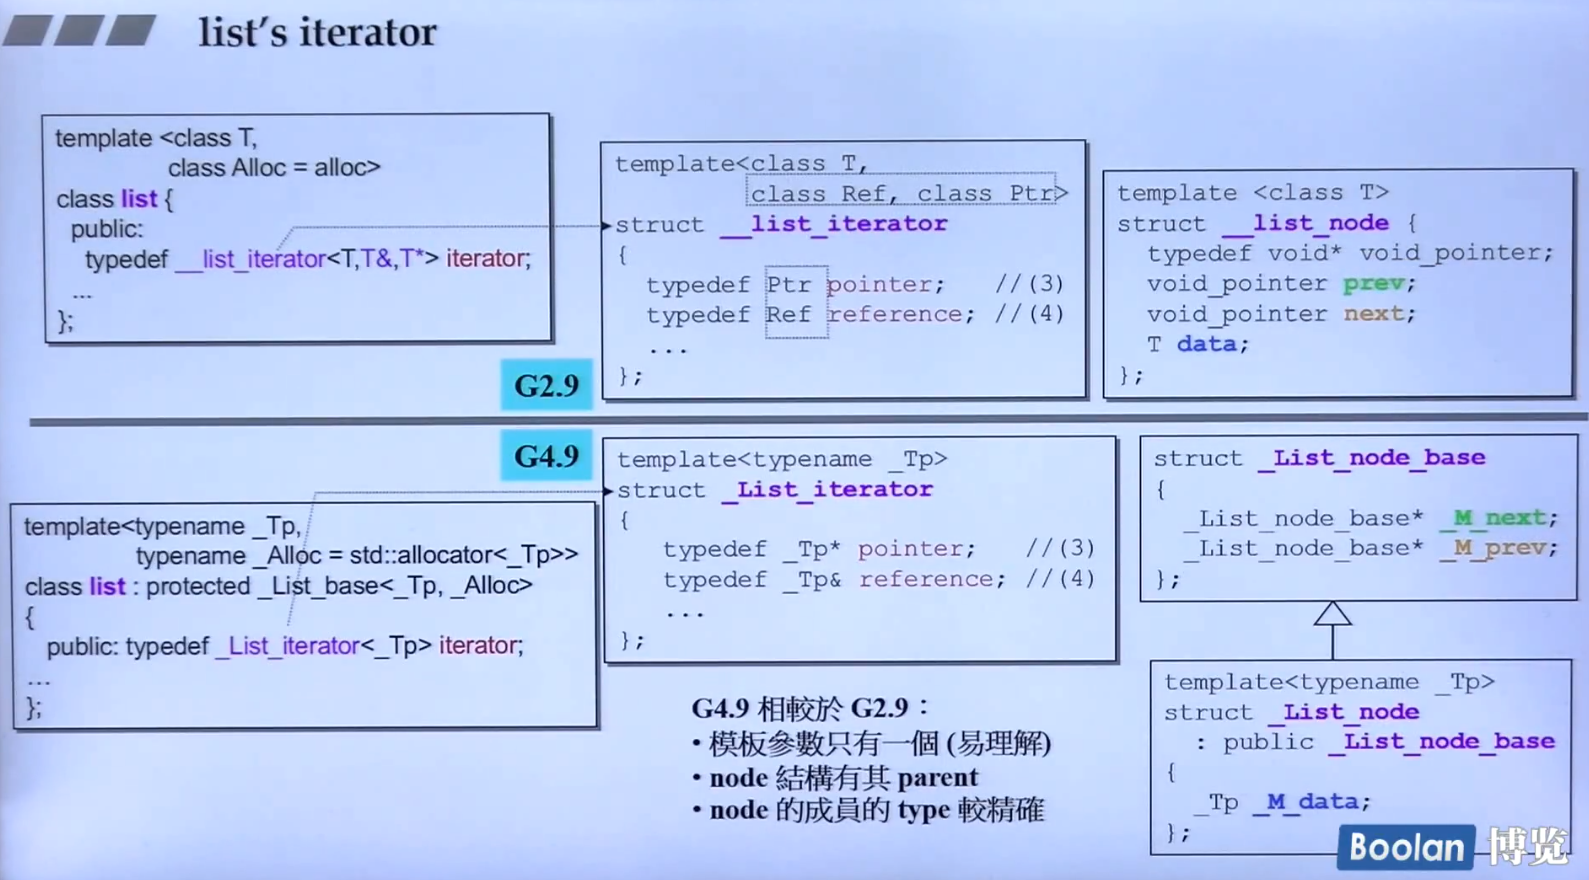 list's iterator
template <class T,
class Alloc = alloc>
class list {
public:
typedef __list_iterator<T,T&,T*> iterator;
...
};
template<class T,
class Ref, class Ptr>
struct __list_iterator
{
typedef Ptr pointer; //(3)
typedef Ref reference; //(4)
...
};
template <class T>
struct __list_node {
typedef void* void_pointer;
void_pointer prev;
void_pointer next;
T data;
};
G2.9
G4.9
template<typename _Tp,
typename _Alloc = std::allocator<_Tp>>
class list : protected _List_base<_Tp, _Alloc>
{
public: typedef _List_iterator<_Tp> iterator;
...
};
template<typename _Tp>
struct _List_iterator
{
typedef _Tp* pointer; //(3)
typedef _Tp& reference; //(4)
...
};
struct _List_node_base
{
_List_node_base* _M_next;
_List_node_base* _M_prev;
};
template<typename _Tp>
struct _List_node
: public _List_node_base
{
_Tp _M_data;
};
G4.9 相較於 G2.9：
• 模板參數只有一個 (易理解)
• node 結構有其 parent
• node 的成員的 type 較精確
Boolan 博览